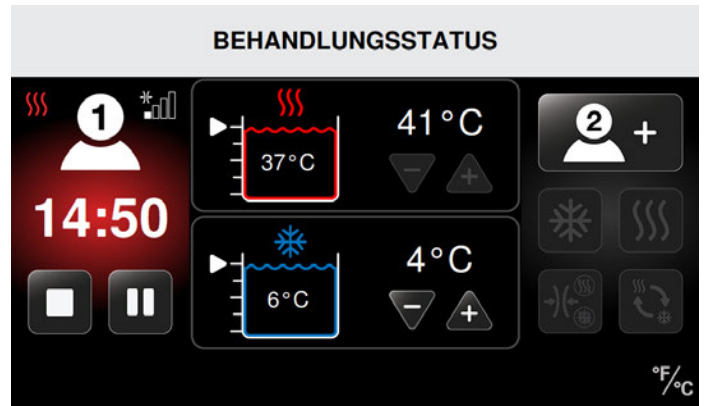 BEHANDLUNGSSTATUS
1
14:50
37°C
41°C
-
+
6°C
4°C
-
+
2
+
°F/°C